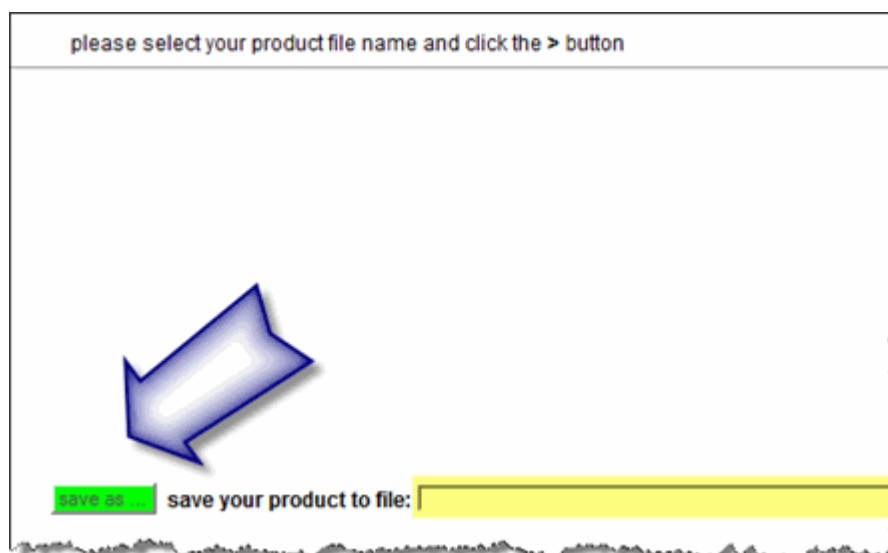 please select your product file name and click the > button
save as ... save your product to file: